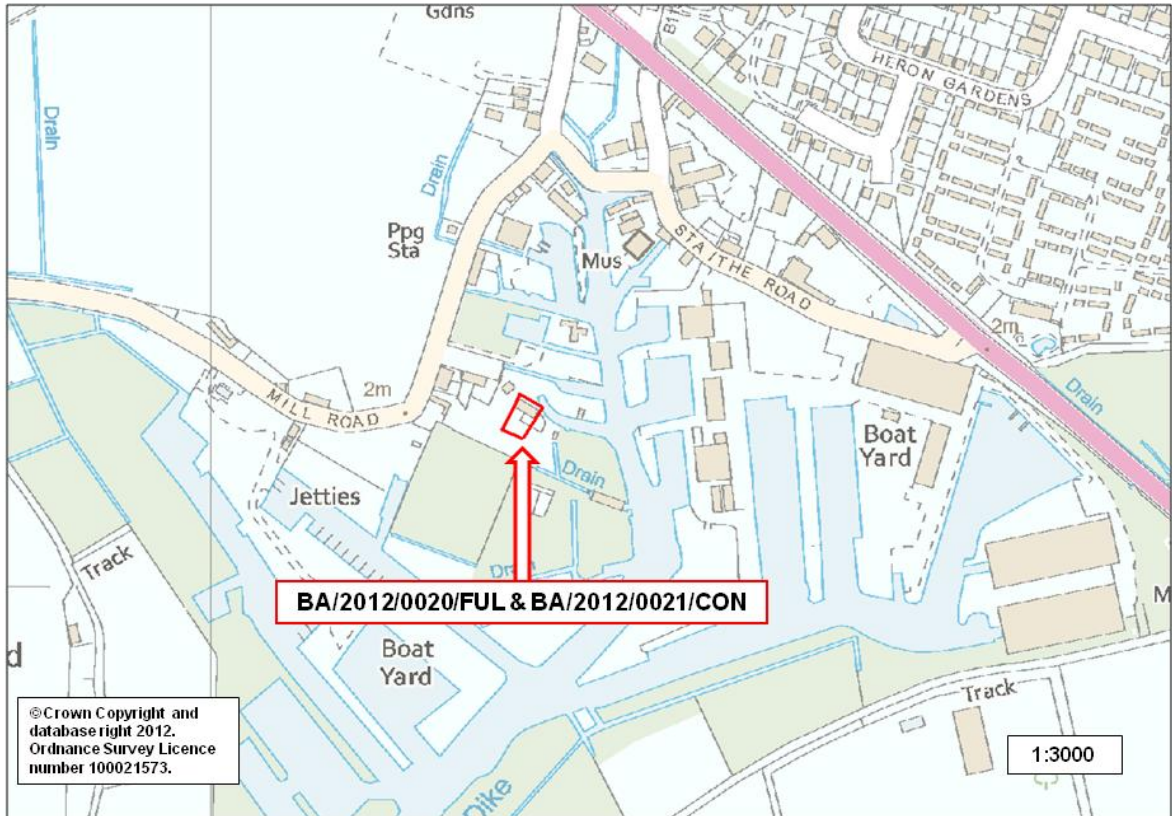 Gdns
B1
HERON GARDENS
Drain
Drain
Ppg
Sta
Mus
STAITHE ROAD
2m
Drain
MILL ROAD
2m
Boat
Yard
Drain
Jetties
Track
Drain
BA/2012/0020/FUL & BA/2012/0021/CON
M
d
Boat
Yard
Track
©Crown Copyright and
database right 2012.
Ordnance Survey Licence
number 100021573.
1:3000
Dike